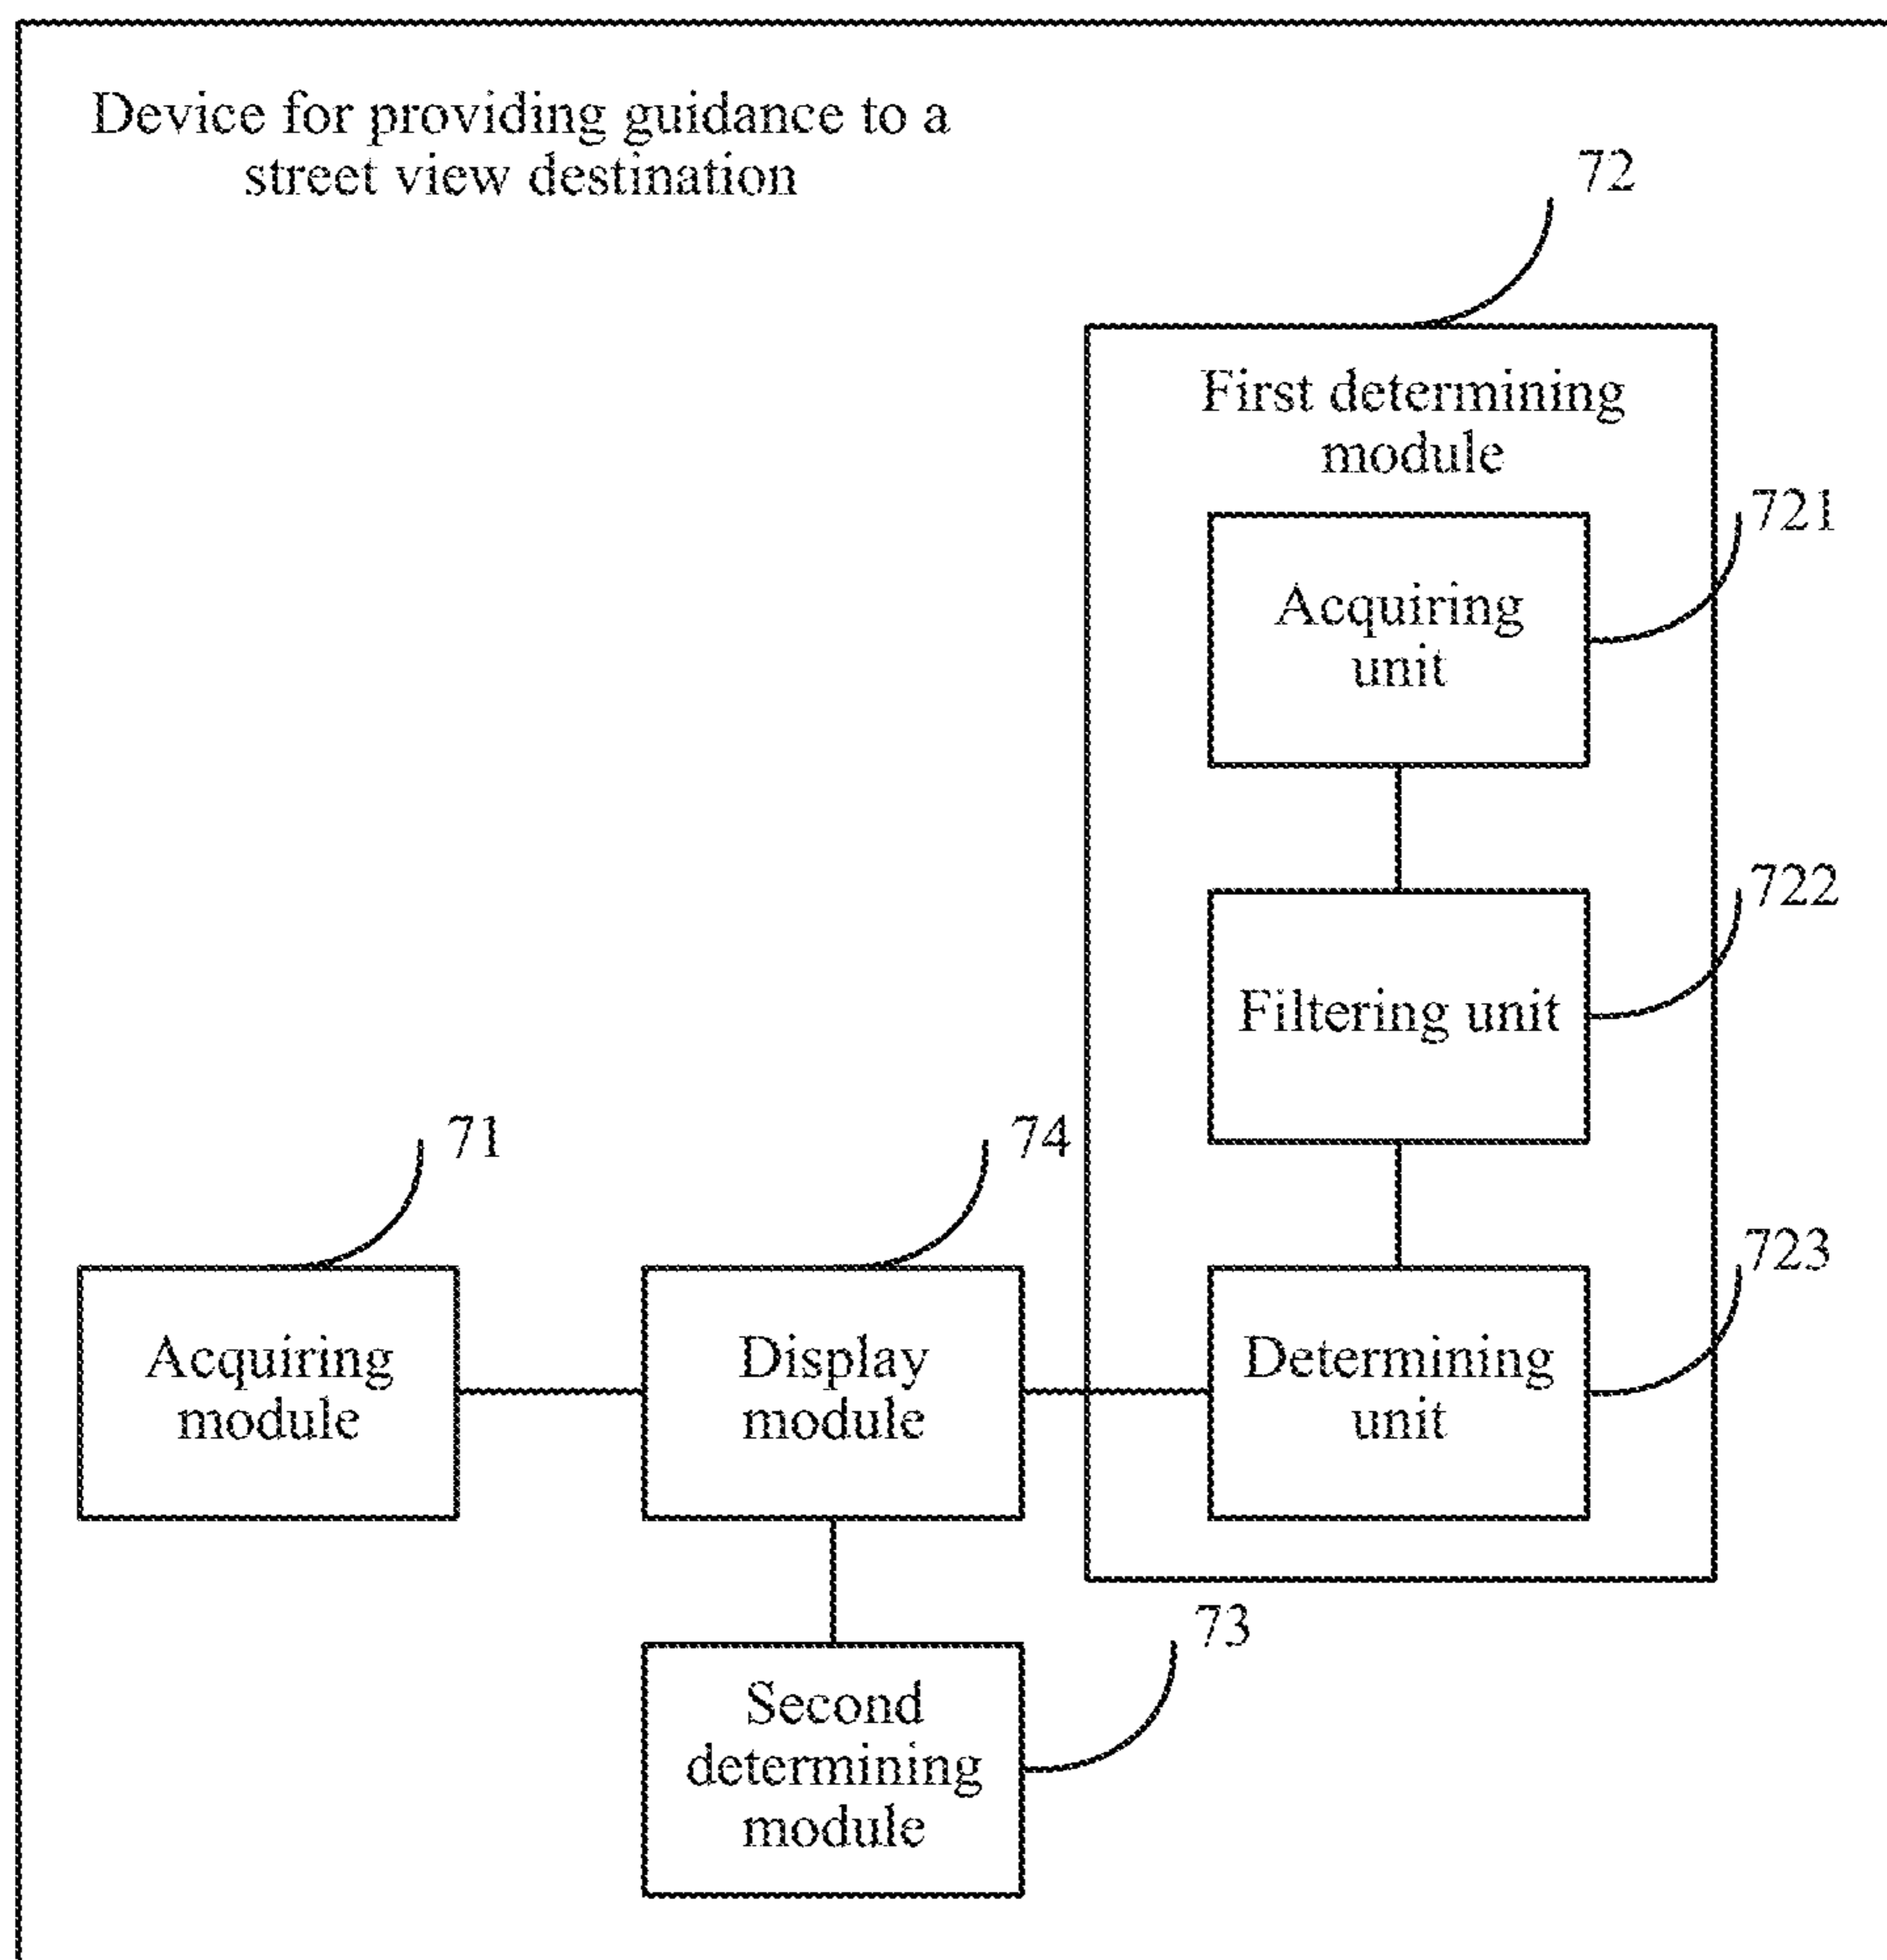 Device for providing guidance to a
street view destination
72
First determining
module
721
Acquiring
unit
722
Filtering unit
71
74
723
Acquiring
module
Display
module
Determining
unit
73
Second
determining
module